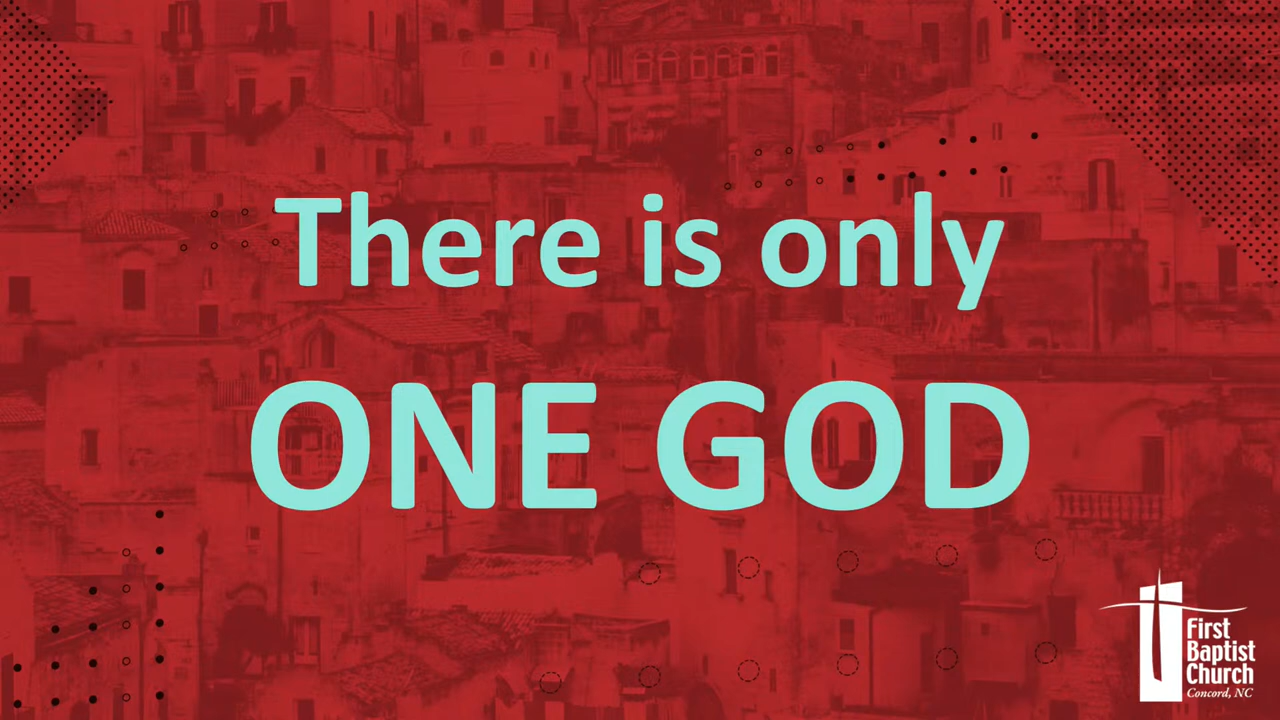 There is only
ONE GOD
First
Baptist
Church
Concord, NC